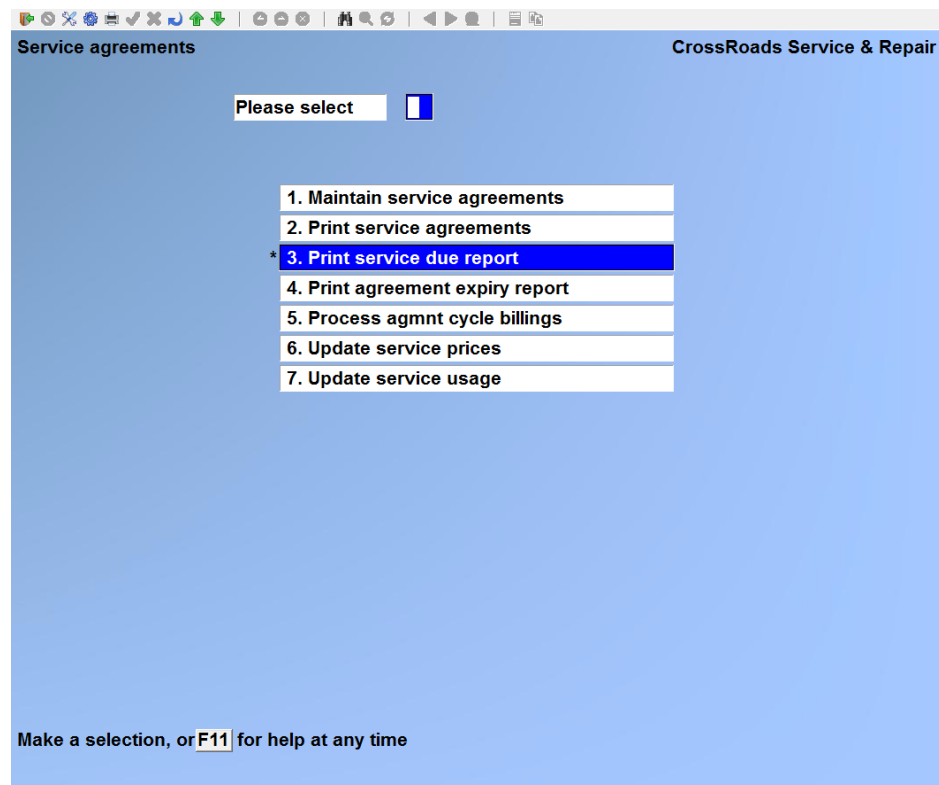 Service agreements CrossRoads Service & Repair
Please select
1. Maintain service agreements
2. Print service agreements
* 3. Print service due report
4. Print agreement expiry report
5. Process agmnt cycle billings
6. Update service prices
7. Update service usage
Make a selection, or F11 for help at any time